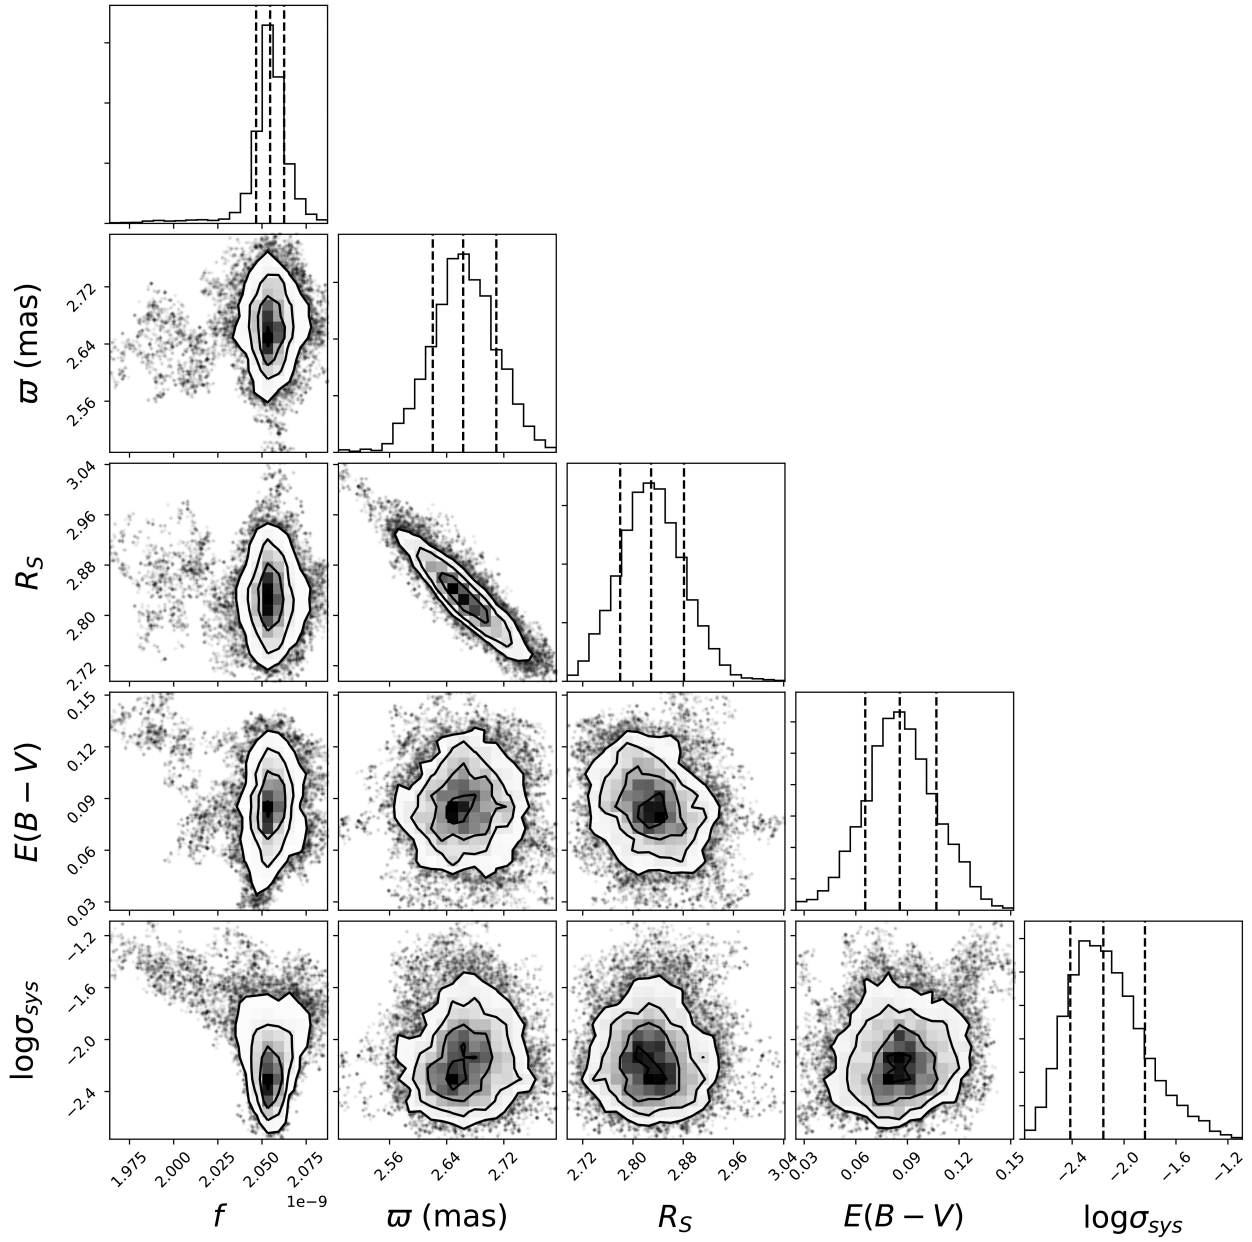 ϖ (mas)
2.72
2.64
2.56
R_S
3.04
2.96
2.88
2.80
2.72
E(B − V)
0.15
0.12
0.09
0.06
0.03
logσ_sys
−1.2
−1.6
−2.0
−2.4
1.975 2.000 2.025 2.050 2.075
1e−9
f
2.56 2.64 2.72
ϖ (mas)
2.72 2.80 2.88 2.96 3.04
R_S
0.03 0.06 0.09 0.12 0.15
E(B − V)
−2.4 −2.0 −1.6 −1.2
logσ_sys